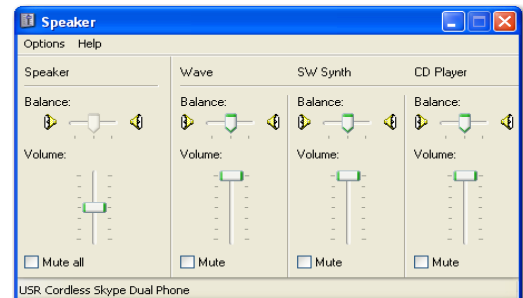 Speaker
Options Help
Speaker Wave SW Synth CD Player
Balance: Balance: Balance: Balance:
Volume: Volume: Volume: Volume:
Mute all Mute Mute Mute
USR Cordless Skype Dual Phone